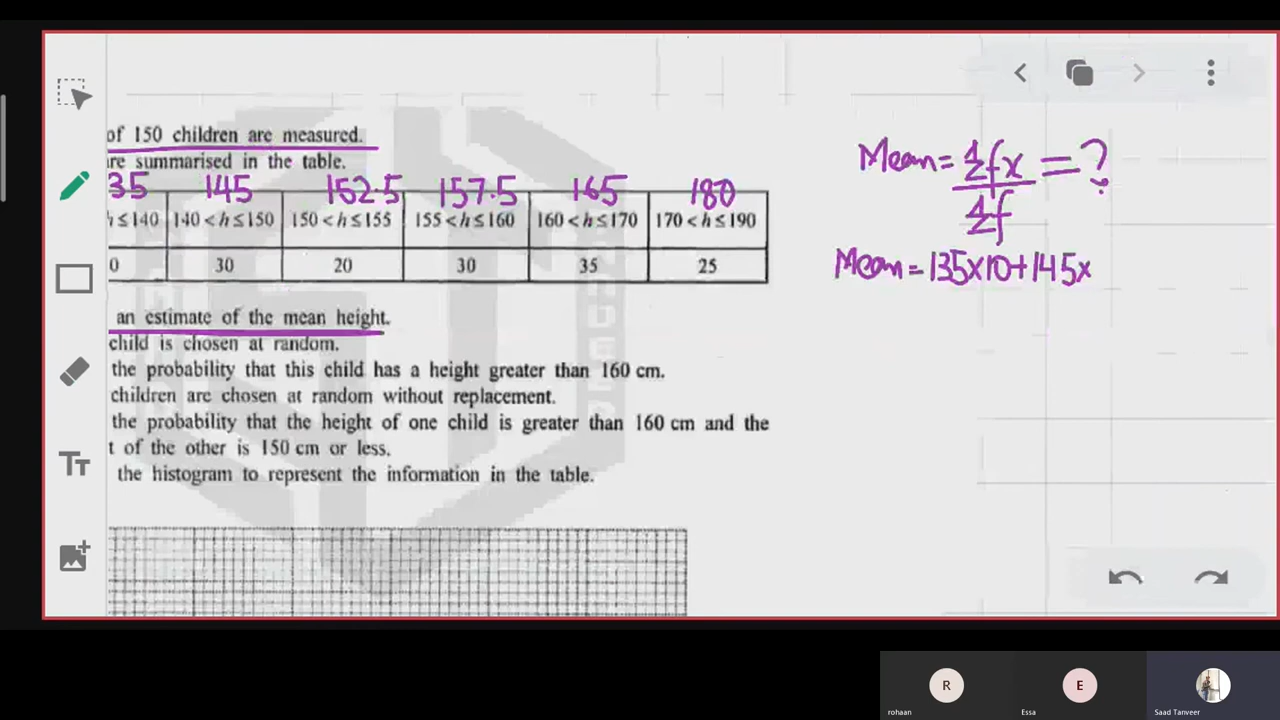 of 150 children are measured.
re summarised in the table.
35 145 152.5 157.5 165 180
h ≤ 140 140 < h ≤ 150 150 < h ≤ 155 155 < h ≤ 160 160 < h ≤ 170 170 < h ≤ 190
0 30 20 30 35 25
an estimate of the mean height.
child is chosen at random.
the probability that this child has a height greater than 160 cm.
children are chosen at random without replacement.
the probability that the height of one child is greater than 160 cm and the
t of the other is 150 cm or less.
the histogram to represent the information in the table.
Mean = Σfx = ?
Σf
Mean = 135x10+145x
TT
R
rohaan
E
Essa
Saad Tanveer